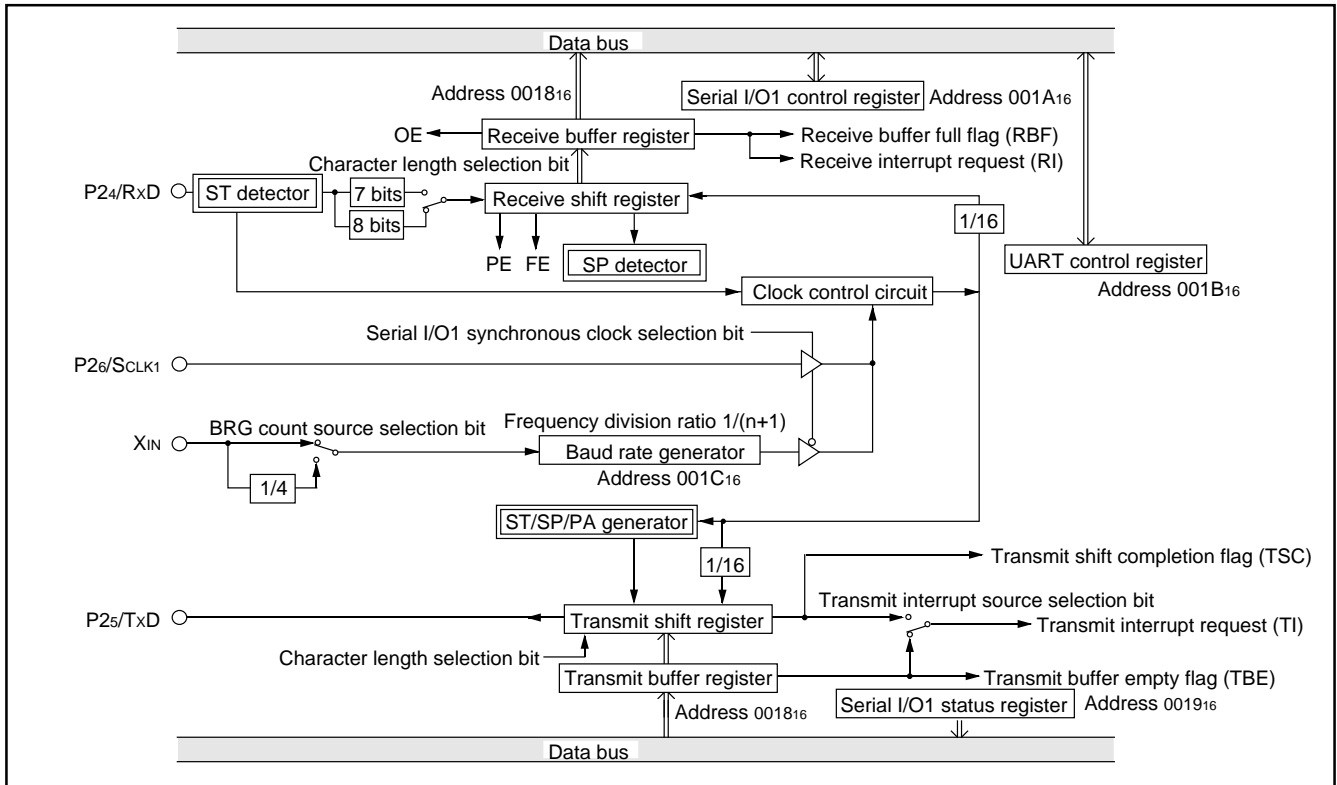 Data bus
Address 0018₁₆
Serial I/O1 control register
Address 001A₁₆
OE
Receive buffer register
Receive buffer full flag (RBF)
Receive interrupt request (RI)
Character length selection bit
P2₄/RxD
ST detector
7 bits
8 bits
Receive shift register
1/16
PE
FE
SP detector
UART control register
Address 001B₁₆
Clock control circuit
Serial I/O1 synchronous clock selection bit
P2₆/SCLK1
XIN
BRG count source selection bit
Frequency division ratio 1/(n+1)
Baud rate generator
Address 001C₁₆
1/4
ST/SP/PA generator
1/16
Transmit shift completion flag (TSC)
P2₅/TxD
Transmit shift register
Transmit interrupt source selection bit
Transmit interrupt request (TI)
Character length selection bit
Transmit buffer register
Transmit buffer empty flag (TBE)
Address 0018₁₆
Serial I/O1 status register
Address 0019₁₆
Data bus